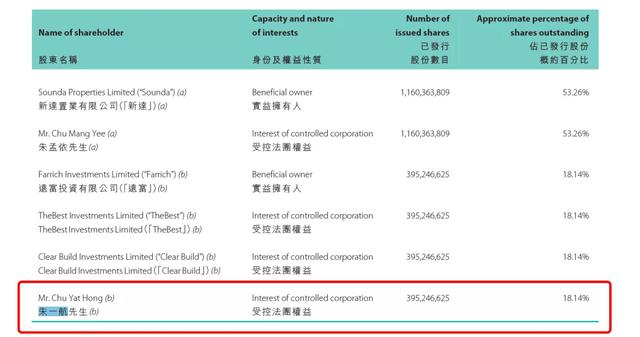 Name of shareholder
股東名稱
Capacity and nature
of interests
身份及權益性質
Number of
issued shares
已發行
股份數目
Approximate percentage of
shares outstanding
佔已發行股份
概約百分比
Sounda Properties Limited (“Sounda”) (a) Beneficial owner 1,160,363,809 53.26%
新達置業有限公司(「新達」) (a) 實益擁有人
Mr. Chu Mang Yee (a) Interest of controlled corporation 1,160,363,809 53.26%
朱孟依先生(a) 受控法團權益
Farrich Investments Limited (“Farrich”) (b) Beneficial owner 395,246,625 18.14%
遠富投資有限公司(「遠富」) (b) 實益擁有人
TheBest Investments Limited (“TheBest”) (b) Interest of controlled corporation 395,246,625 18.14%
TheBest Investments Limited (「TheBest」) (b) 受控法團權益
Clear Build Investments Limited (“Clear Build”) (b) Interest of controlled corporation 395,246,625 18.14%
Clear Build Investments Limited (「Clear Build」) (b) 受控法團權益
Mr. Chu Yat Hong (b) Interest of controlled corporation 395,246,625 18.14%
朱一航先生(b) 受控法團權益